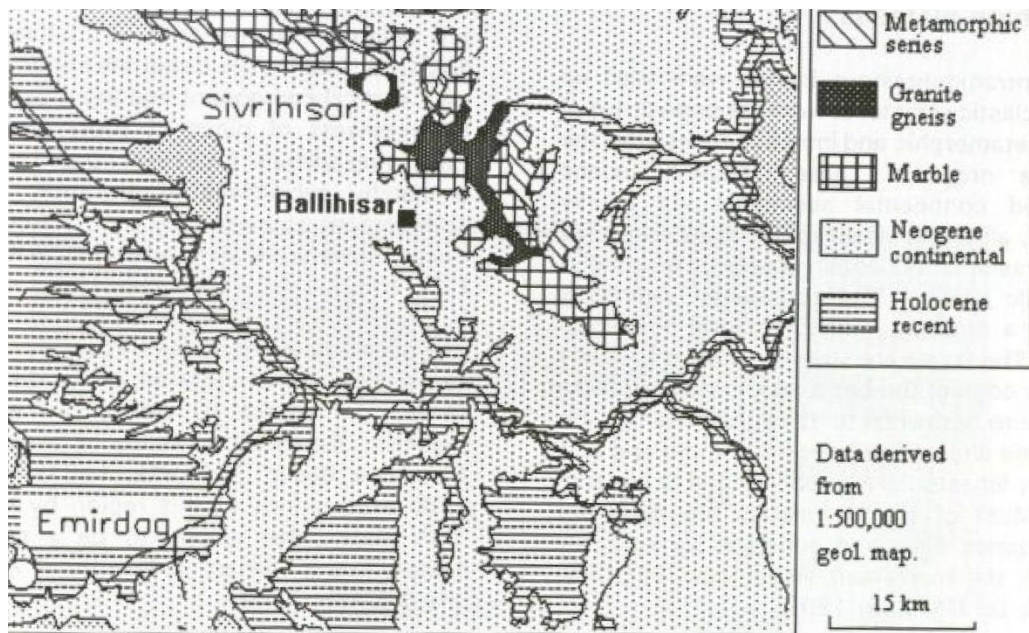 Sivrihisar
Ballıhisar
Emirdag
Metamorphic
series
Granite
gneiss
Marble
Neogene
continental
Holocene
recent
Data derived
from
1:500,000
geol. map.
15 km